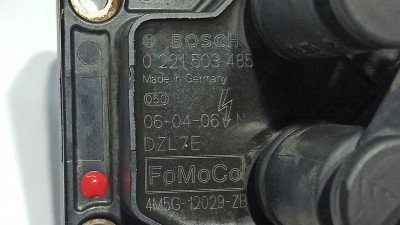 BOSCH
0 221 503 485
Made in Germany
050
06-04-06 N
DZL7E
FoMoCo
4M5G-12029-ZB